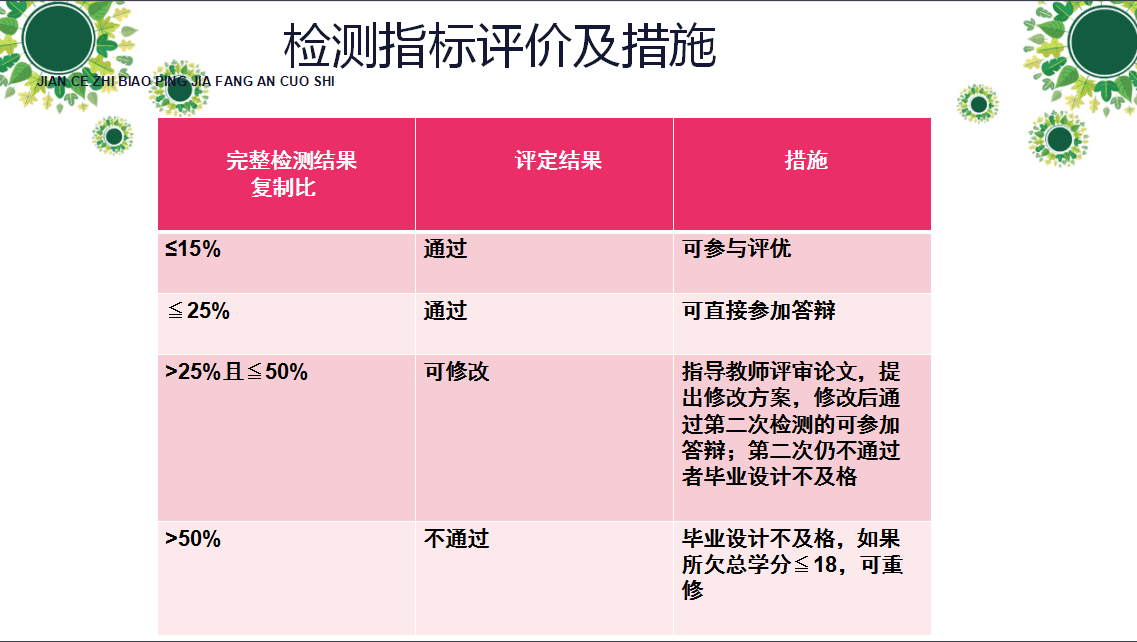 检测指标评价及措施
JIAN CE ZHI BIAO PING JIA FANG AN CUO SHI
完整检测结果
复制比
评定结果
措施
≤15%
通过
可参与评优
≦25%
通过
可直接参加答辩
>25%且≦50%
可修改
指导教师评审论文，提
出修改方案，修改后通
过第二次检测的可参加
答辩；第二次仍不通过
者毕业设计不及格
>50%
不通过
毕业设计不及格，如果
所欠总学分≦18，可重
修